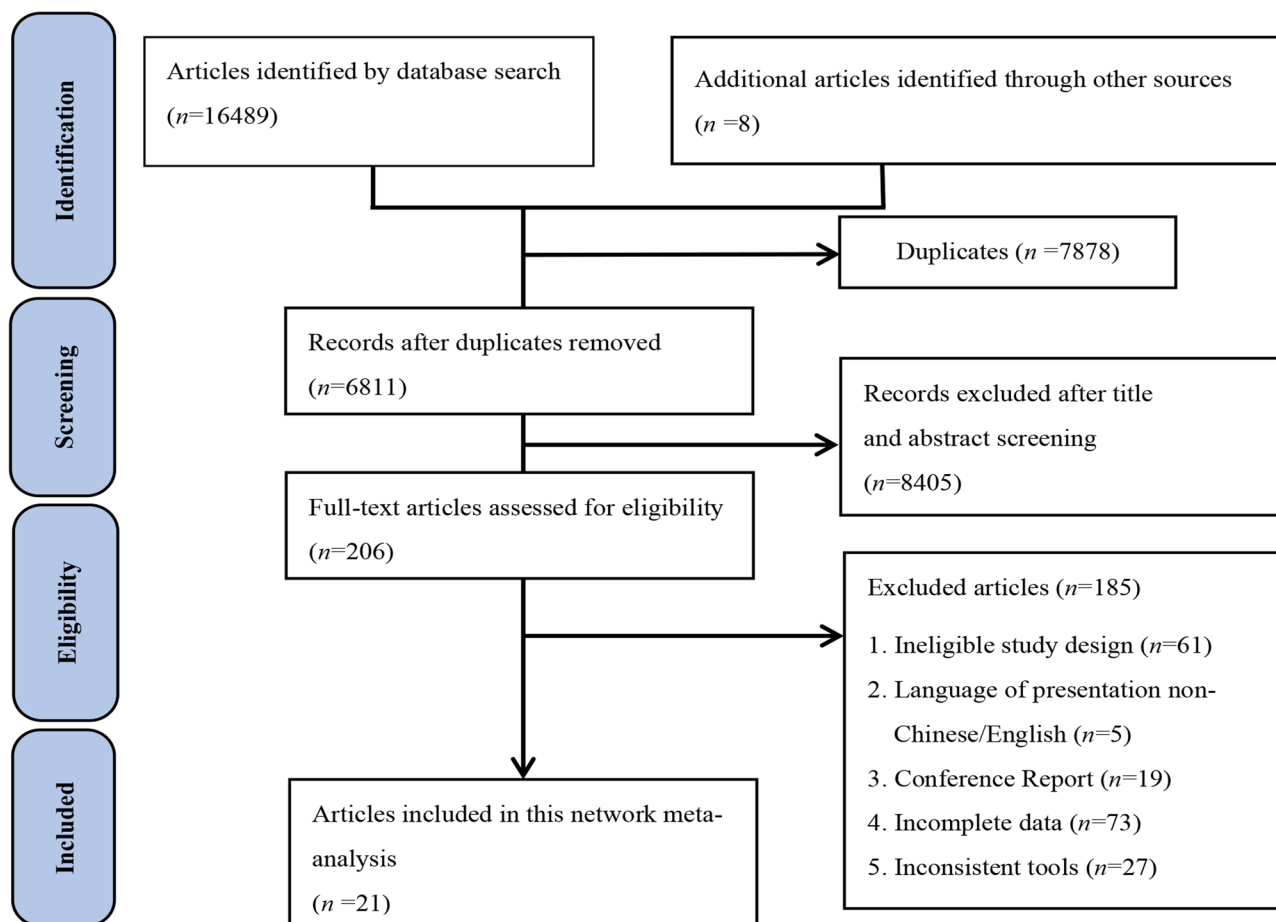 Identification
Articles identified by database search
(n=16489)
Additional articles identified through other sources
(n =8)
Duplicates (n =7878)
Screening
Records after duplicates removed
(n=6811)
Records excluded after title
and abstract screening
(n=8405)
Eligibility
Full-text articles assessed for eligibility
(n=206)
Excluded articles (n=185)
1. Ineligible study design (n=61)
2. Language of presentation non-
Chinese/English (n=5)
3. Conference Report (n=19)
4. Incomplete data (n=73)
5. Inconsistent tools (n=27)
Included
Articles included in this network meta-
analysis
(n =21)